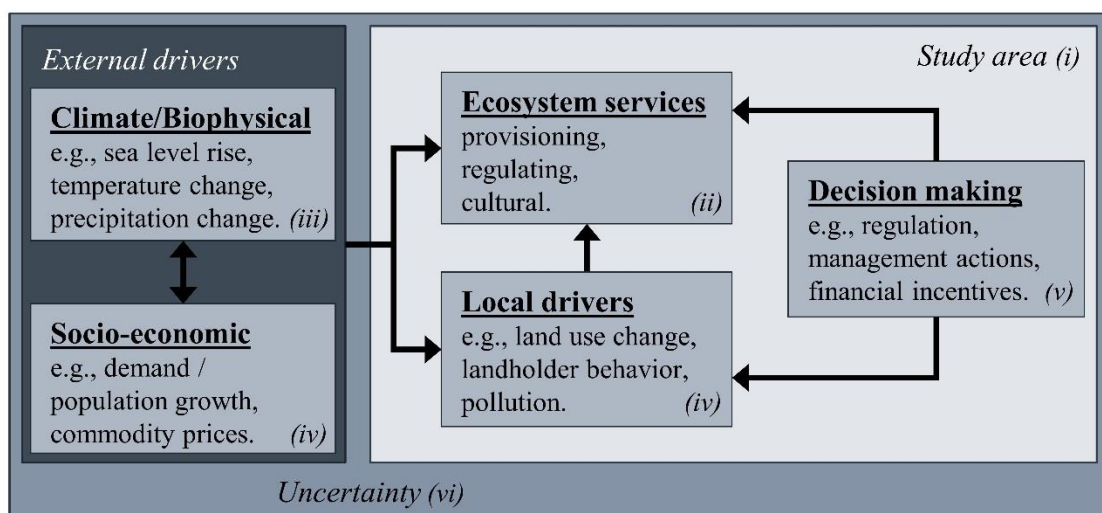 External drivers
Climate/Biophysical
e.g., sea level rise,
temperature change,
precipitation change. (iii)
Socio-economic
e.g., demand /
population growth,
commodity prices. (iv)
Study area (i)
Ecosystem services
provisioning,
regulating,
cultural. (ii)
Local drivers
e.g., land use change,
landholder behavior,
pollution. (iv)
Decision making
e.g., regulation,
management actions,
financial incentives. (v)
Uncertainty (vi)